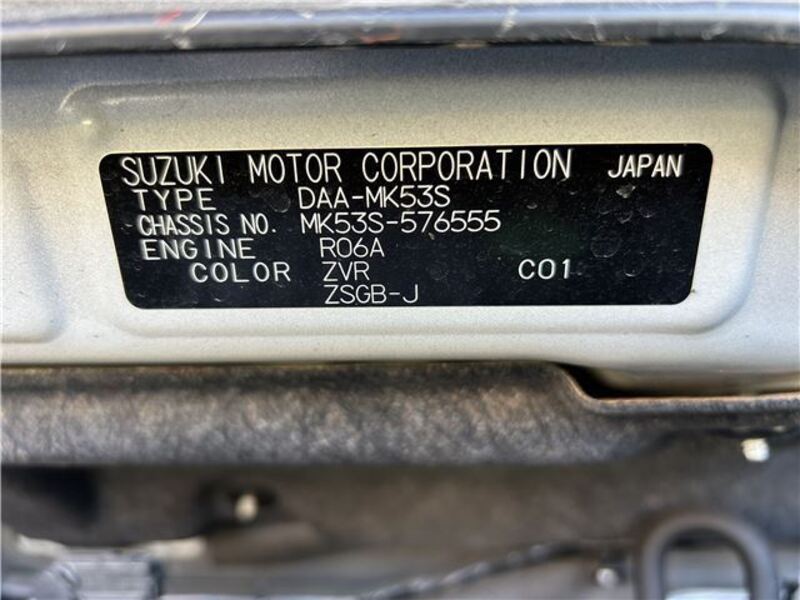 SUZUKI MOTOR CORPORATION JAPAN
TYPE DAA-MK53S
CHASSIS NO. MK53S-576555
ENGINE R06A
COLOR ZVR C01
ZSGB-J